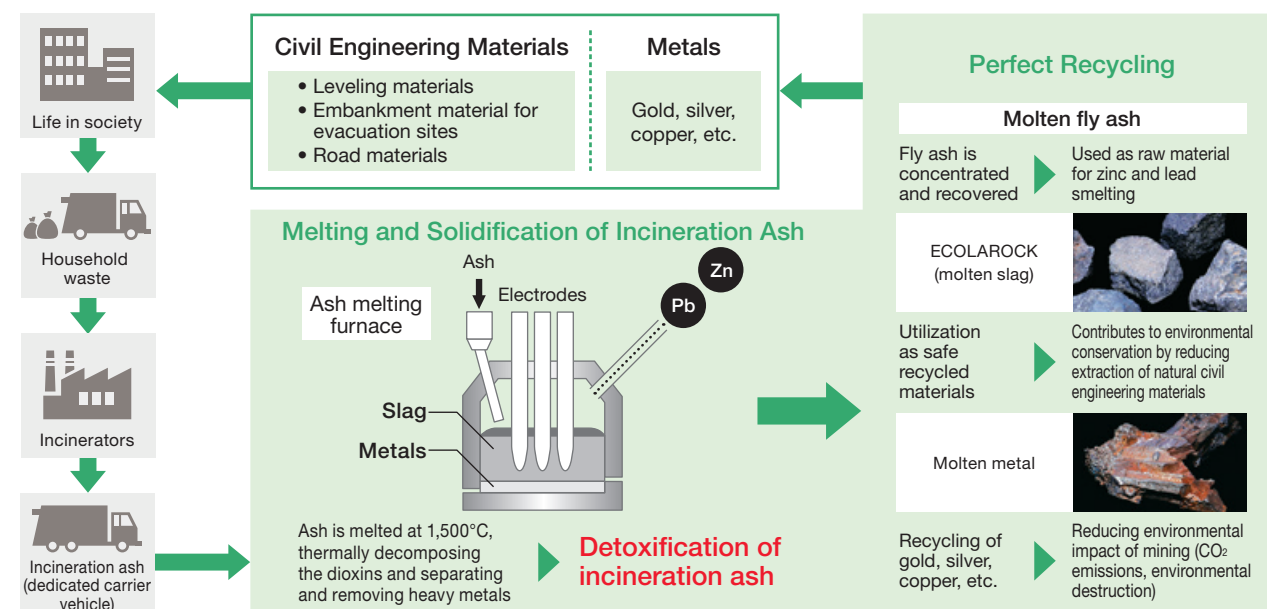 Life in society
Household
waste
Incinerators
Incineration ash
(dedicated carrier
vehicle)
Civil Engineering Materials
• Leveling materials
• Embankment material for
evacuation sites
• Road materials
Metals
Gold, silver,
copper, etc.
Melting and Solidification of Incineration Ash
Ash melting
furnace
Ash
Electrodes
Zn
Pb
Slag
Metals
Ash is melted at 1,500°C,
thermally decomposing
the dioxins and separating
and removing heavy metals
Detoxification of
incineration ash
Perfect Recycling
Molten fly ash
Fly ash is
concentrated
and recovered
Used as raw material
for zinc and lead
smelting
ECOLAROCK
(molten slag)
Utilization
as safe
recycled
materials
Contributes to environmental
conservation by reducing
extraction of natural civil
engineering materials
Molten metal
Recycling of
gold, silver,
copper, etc.
Reducing environmental
impact of mining (CO2
emissions, environmental
destruction)